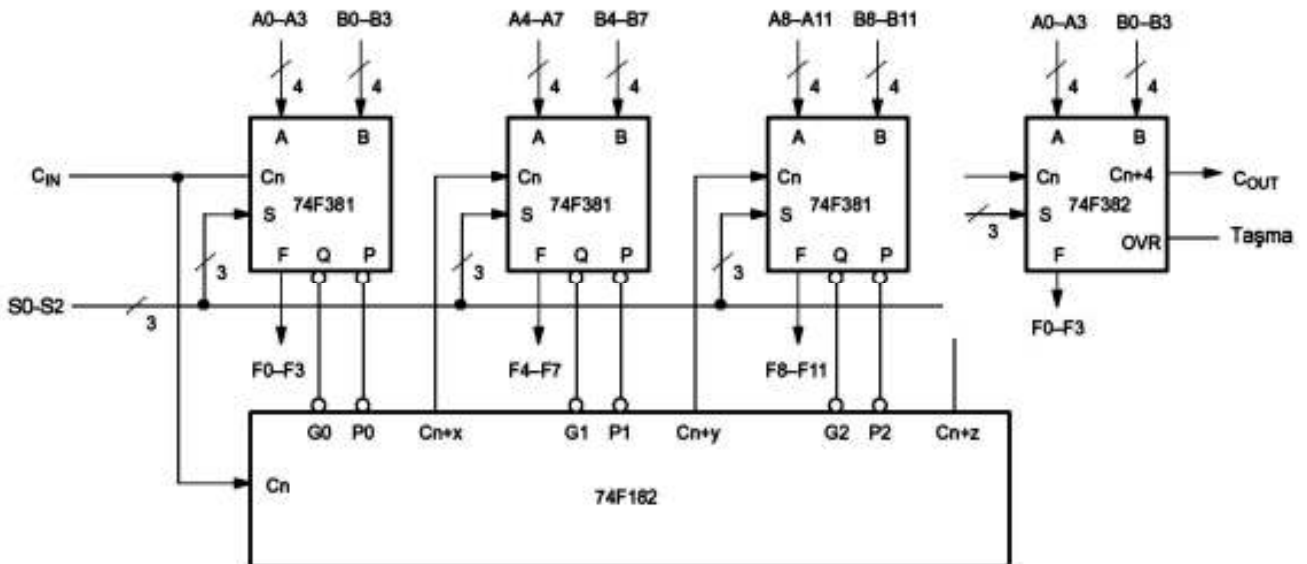 A0–A3 B0–B3 A4–A7 B4–B7 A8–A11 B8–B11 A0–A3 B0–B3
4 4 4 4 4 4 4 4
A B A B A B A B
CIN Cn Cn Cn Cn Cn+4 COUT
74F381 74F381 74F381 74F382
S S S 3 S
OVR Taşma
F Q P F Q P F Q P F
3 3 3
S0-S2 3
F0–F3 F4–F7 F8–F11 F0–F3
G0 P0 Cn+x G1 P1 Cn+y G2 P2 Cn+z
Cn
74F182